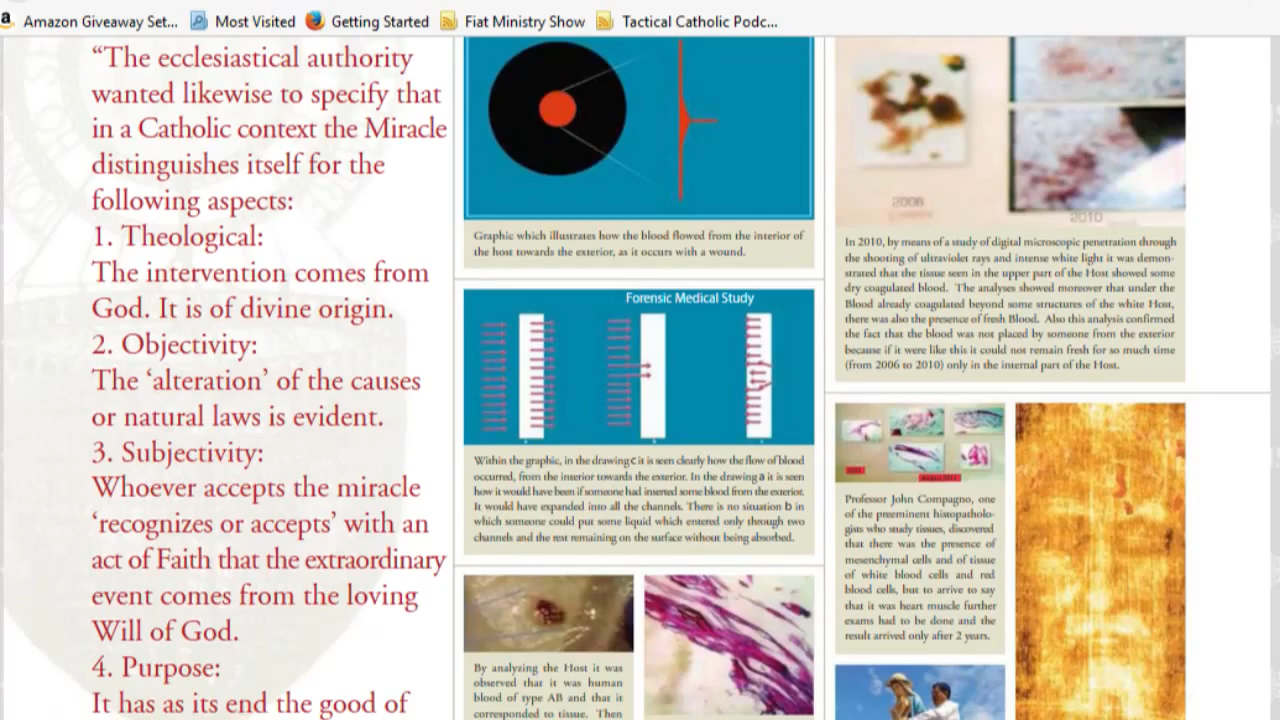 Amazon Giveaway Set...
Most Visited
Getting Started
Fiat Ministry Show
Tactical Catholic Podc...
“The ecclesiastical authority
wanted likewise to specify that
in a Catholic context the Miracle
distinguishes itself for the
following aspects:
1. Theological:
The intervention comes from
God. It is of divine origin.
2. Objectivity:
The ‘alteration’ of the causes
or natural laws is evident.
3. Subjectivity:
Whoever accepts the miracle
‘recognizes or accepts’ with an
act of Faith that the extraordinary
event comes from the loving
Will of God.
4. Purpose:
It has as its end the good of
Graphic which illustrates how the blood flowed from the interior of
the host towards the exterior, as it occurs with a wound.
Forensic Medical Study
Within the graphic, in the drawing c it is seen clearly how the flow of blood
occurred, from the interior towards the exterior. In the drawing a it is seen
how it would have been if someone had inserted some blood from the exterior.
It would have expanded into all the channels. There is no situation b in
which someone could put some liquid which entered only through two
channels and the rest remaining on the surface without being absorbed.
By analyzing the Host it was
observed that it was human
blood of type AB and that it
corresponded to tissue. Then
2006
2010
In 2010, by means of a study of digital microscopic penetration through
the shooting of ultraviolet rays and intense white light it was demon-
strated that the tissue seen in the upper part of the Host showed some
dry coagulated blood. The analyses showed moreover that under the
Blood already coagulated beyond some structures of the white Host,
there was also the presence of fresh Blood. Also this analysis confirmed
the fact that the blood was not placed by someone from the exterior
because if it were like this it could not remain fresh for so much time
(from 2006 to 2010) only in the internal part of the Host.
Professor John Compagno, one
of the preeminent histopatholo-
gists who study tissues, discovered
that there was the presence of
mesenchymal cells and of tissue
of white blood cells and red
blood cells, but to arrive to say
that it was heart muscle further
exams had to be done and the
result arrived only after 2 years.